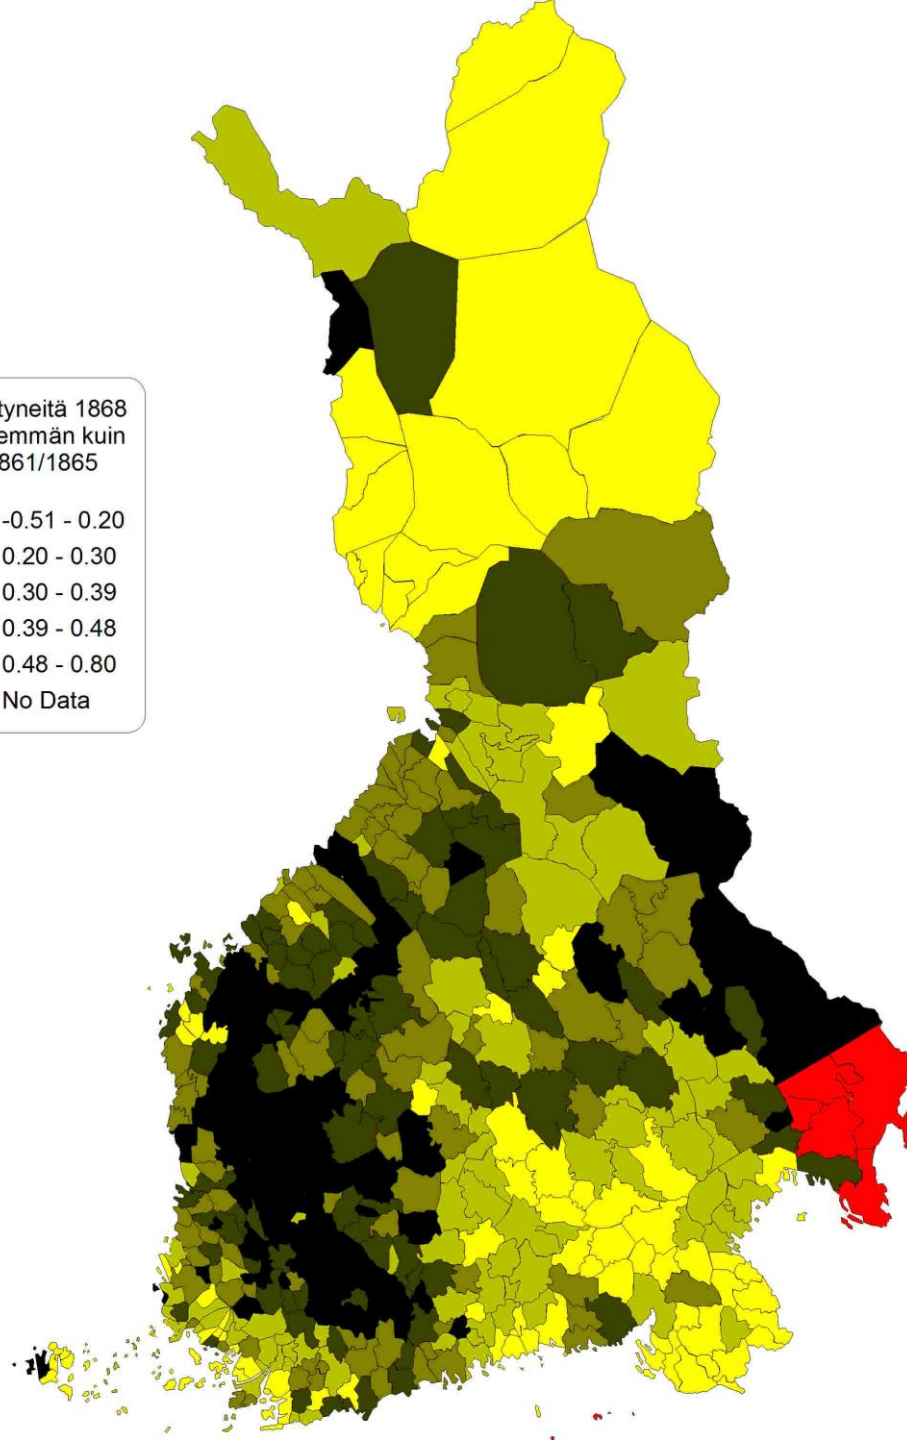 tyneitä 1868
emmän kuin
861/1865
-0.51 - 0.20
0.20 - 0.30
0.30 - 0.39
0.39 - 0.48
0.48 - 0.80
No Data